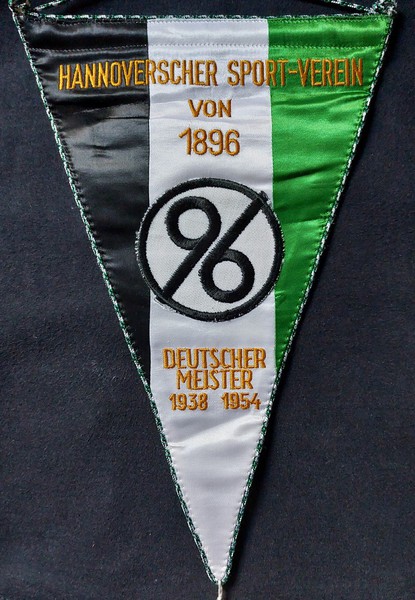 HANNOVERSCHER SPORT-VEREIN
VON
1896
96
DEUTSCHER
MEISTER
1938 1954